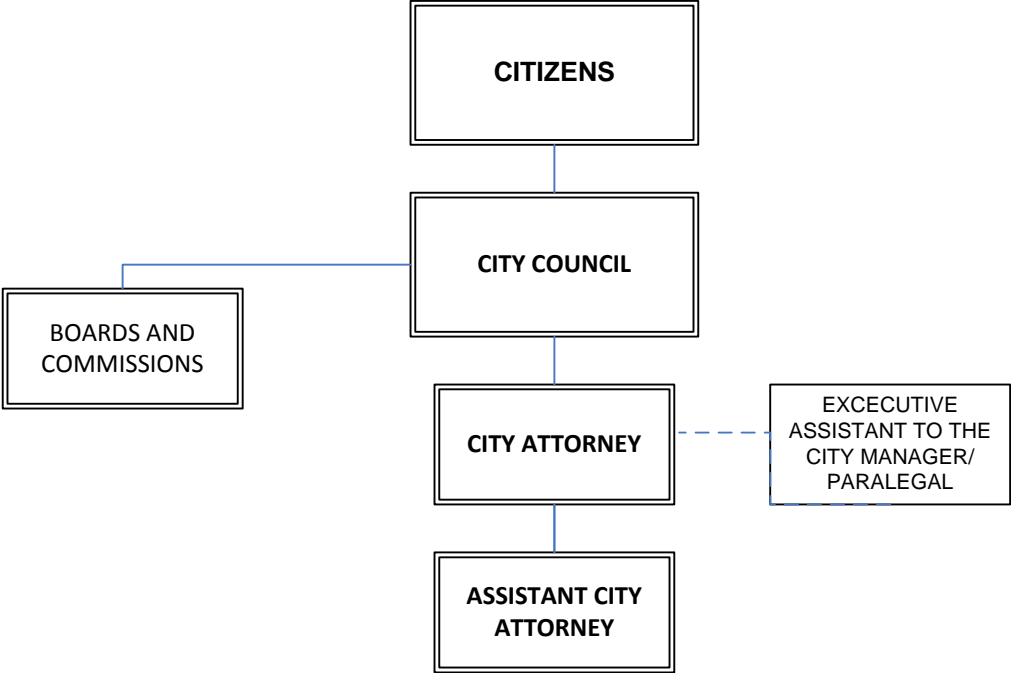 CITIZENS
CITY COUNCIL
BOARDS AND
COMMISSIONS
CITY ATTORNEY
EXCECUTIVE
ASSISTANT TO THE
CITY MANAGER/
PARALEGAL
ASSISTANT CITY
ATTORNEY